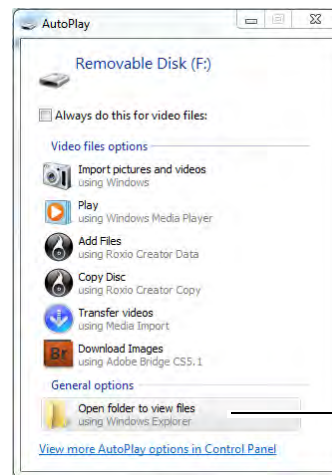 AutoPlay
Removable Disk (F:)
Always do this for video files:
Video files options
Import pictures and videos
using Windows
Play
using Windows Media Player
Add Files
using Roxio Creator Data
Copy Disc
using Roxio Creator Copy
Transfer videos
using Media Import
Br
Download Images
using Adobe Bridge CS5.1
General options
Open folder to view files
using Windows Explorer
View more AutoPlay options in Control Panel